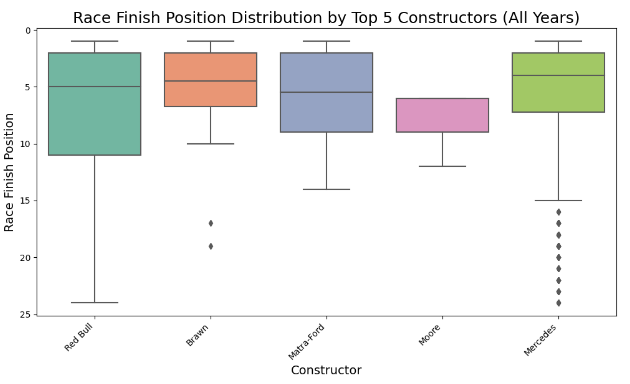 Race Finish Position Distribution by Top 5 Constructors (All Years)
Race Finish Position
0
5
10
15
20
25
Red Bull
Brawn
Matra-Ford
Moore
Mercedes
Constructor